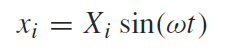 xᵢ = Xᵢ sin(ωt)